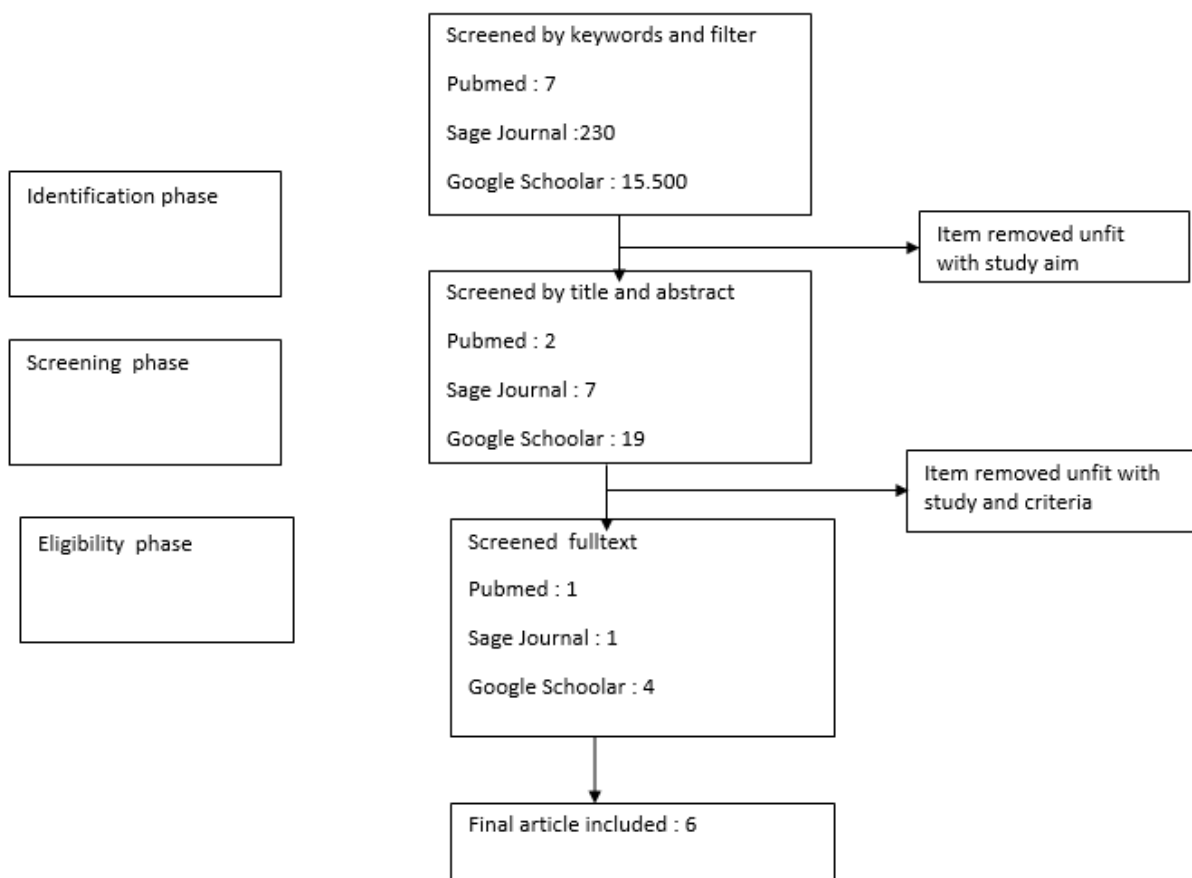 Screened by keywords and filter
Pubmed : 7
Sage Journal :230
Google Schoolar : 15.500
Identification phase
Item removed unfit
with study aim
Screened by title and abstract
Pubmed : 2
Sage Journal : 7
Google Schoolar : 19
Screening  phase
Item removed unfit with
study and criteria
Eligibility  phase
Screened  fulltext
Pubmed : 1
Sage Journal : 1
Google Schoolar : 4
Final article included : 6